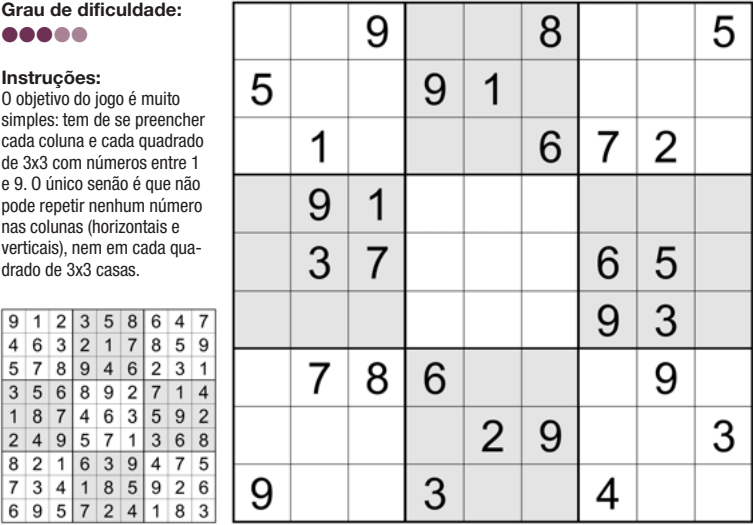 Grau de dificuldade:
Instruções:
O objetivo do jogo é muito
simples: tem de se preencher
cada coluna e cada quadrado
de 3x3 com números entre 1
e 9. O único senão é que não
pode repetir nenhum número
nas colunas (horizontais e
verticais), nem em cada qua-
drado de 3x3 casas.
9 1 2 3 5 8 6 4 7
4 6 3 2 1 7 8 5 9
5 7 8 9 4 6 2 3 1
3 5 6 8 9 2 7 1 4
1 8 7 4 6 3 5 9 2
2 4 9 5 7 1 3 6 8
8 2 1 6 3 9 4 7 5
7 3 4 1 8 5 9 2 6
6 9 5 7 2 4 1 8 3
9 8 5
5 9 1
1 6 7 2
9 1
3 7 6 5
9 3
7 8 6 9
2 9 3
9 3 4